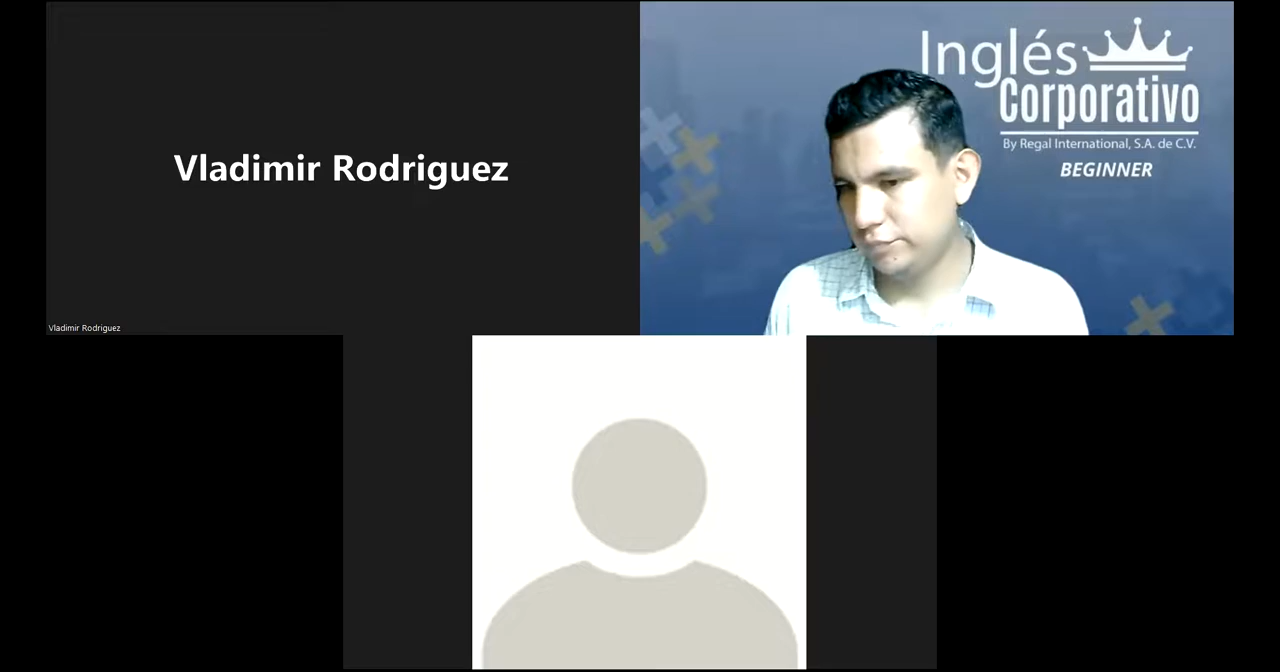 Vladimir Rodriguez
Vladimir Rodriguez
Inglés
Corporativo
By Regal International, S.A. de C.V.
BEGINNER